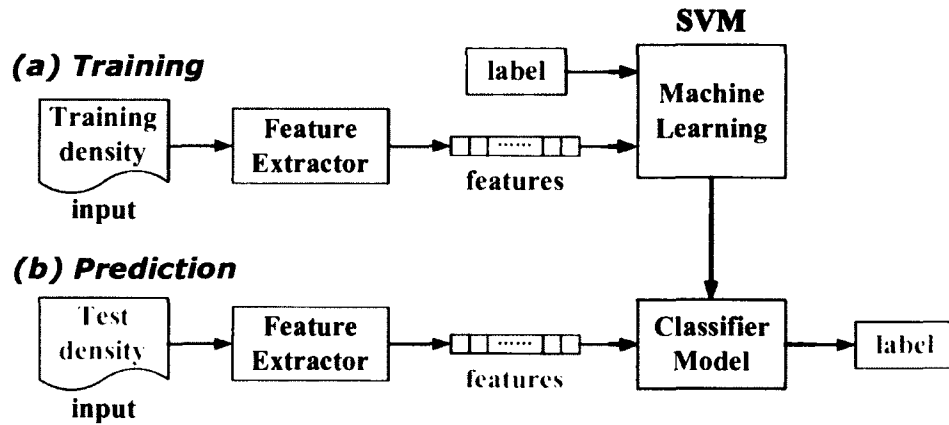 SVM
(a) Training
label
Machine
Learning
Training
density
input
Feature
Extractor
......
features
(b) Prediction
Test
density
input
Feature
Extractor
......
features
Classifier
Model
label